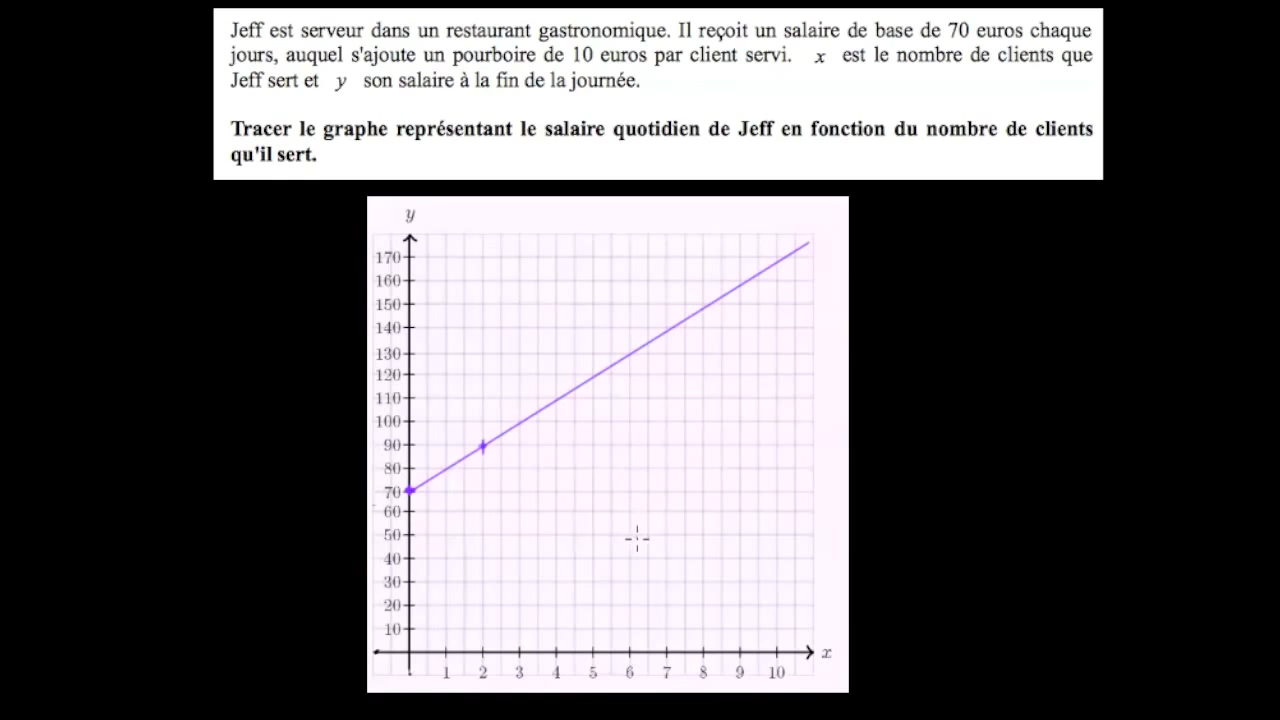 Jeff est serveur dans un restaurant gastronomique. Il reçoit un salaire de base de 70 euros chaque
jours, auquel s'ajoute un pourboire de 10 euros par client servi. x est le nombre de clients que
Jeff sert et y son salaire à la fin de la journée.
Tracer le graphe représentant le salaire quotidien de Jeff en fonction du nombre de clients
qu'il sert.
y
170
160
150
140
130
120
110
100
90
80
70
60
50
40
30
20
10
x
1 2 3 4 5 6 7 8 9 10